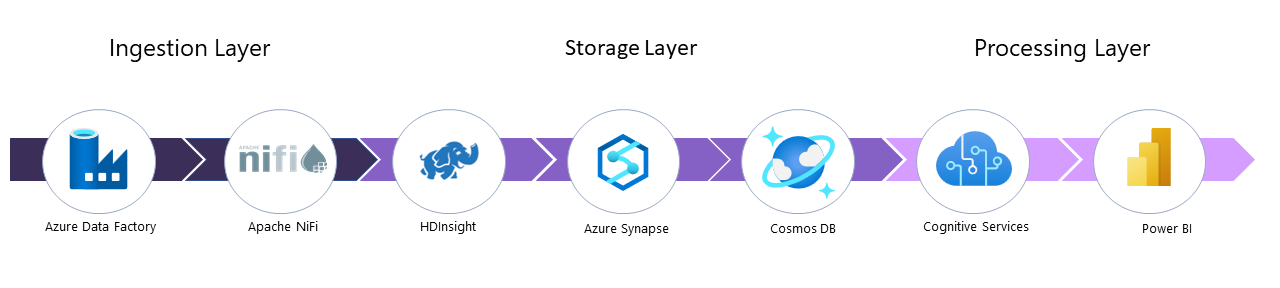 Ingestion Layer
Storage Layer
Processing Layer
APACHE
nifi
Azure Data Factory
Apache NiFi
HDInsight
Azure Synapse
Cosmos DB
Cognitive Services
Power BI